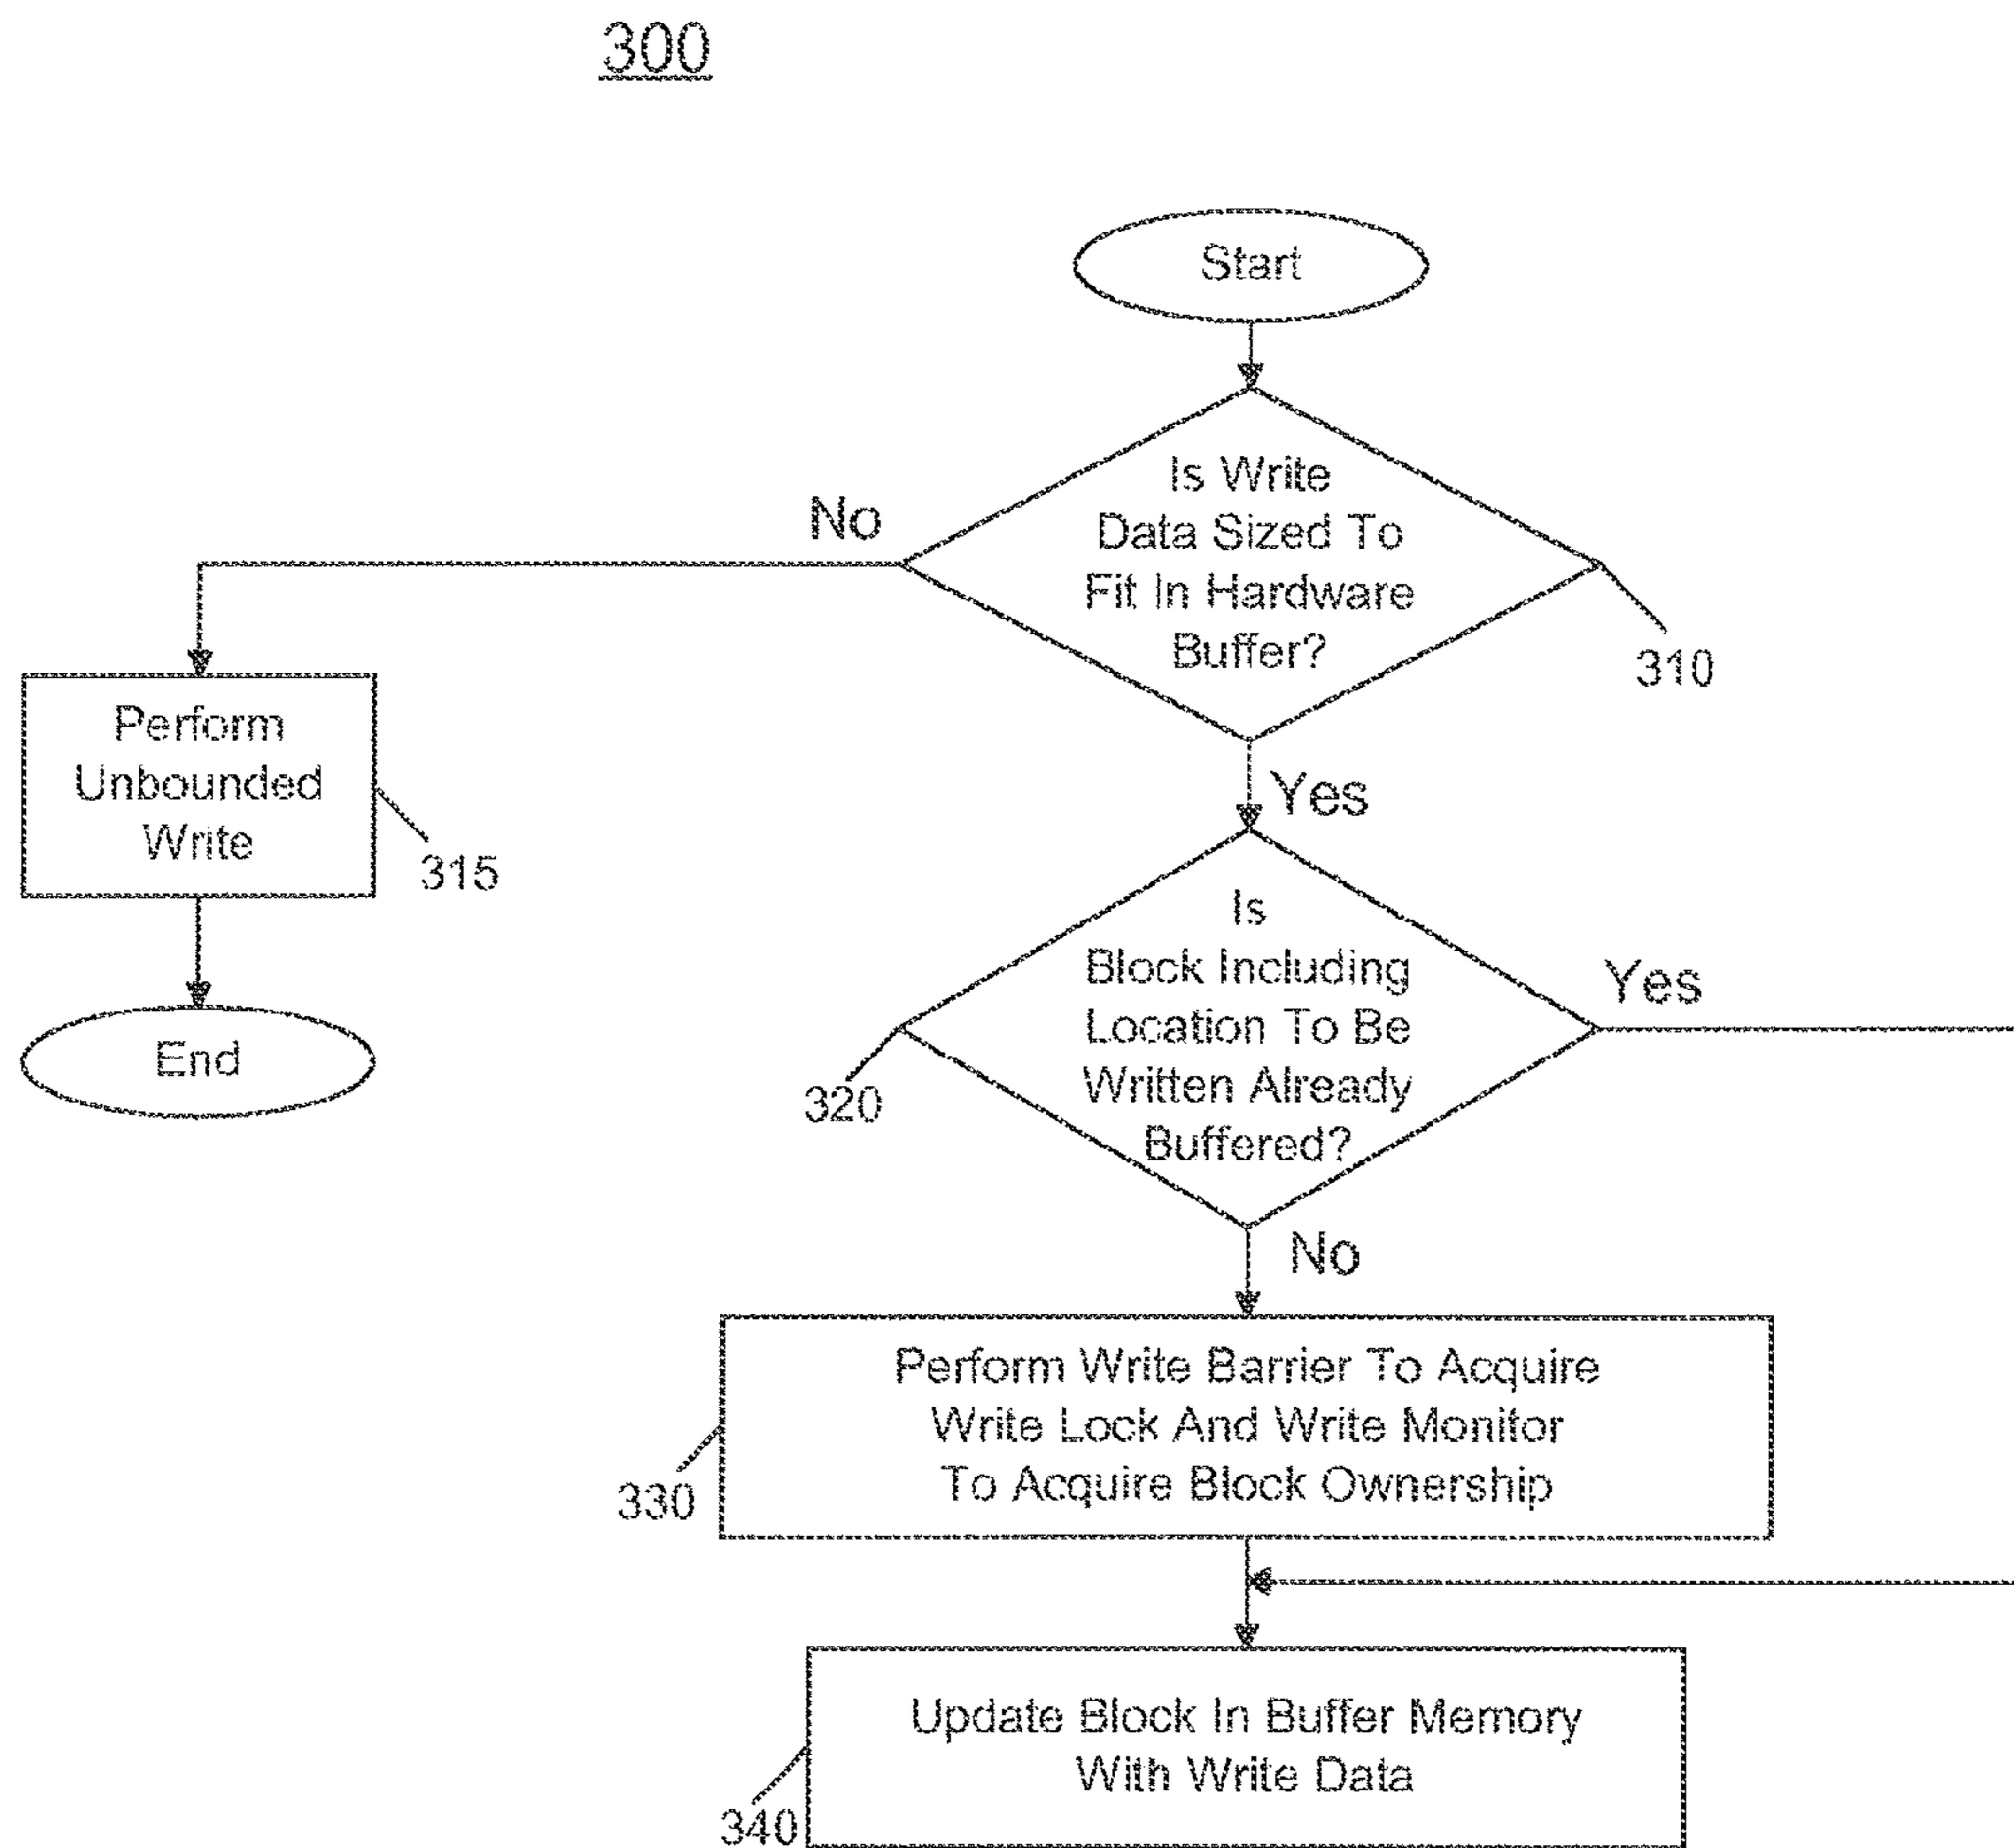 300
Start
Is Write
Data Sized To
Fit In Hardware
Buffer?
310
No
Perform
Unbounded
Write
315
End
Yes
Is
Block Including
Location To Be
Written Already
Buffered?
320
Yes
No
Perform Write Barrier To Acquire
Write Lock And Write Monitor
To Acquire Block Ownership
330
Update Block In Buffer Memory
With Write Data
340